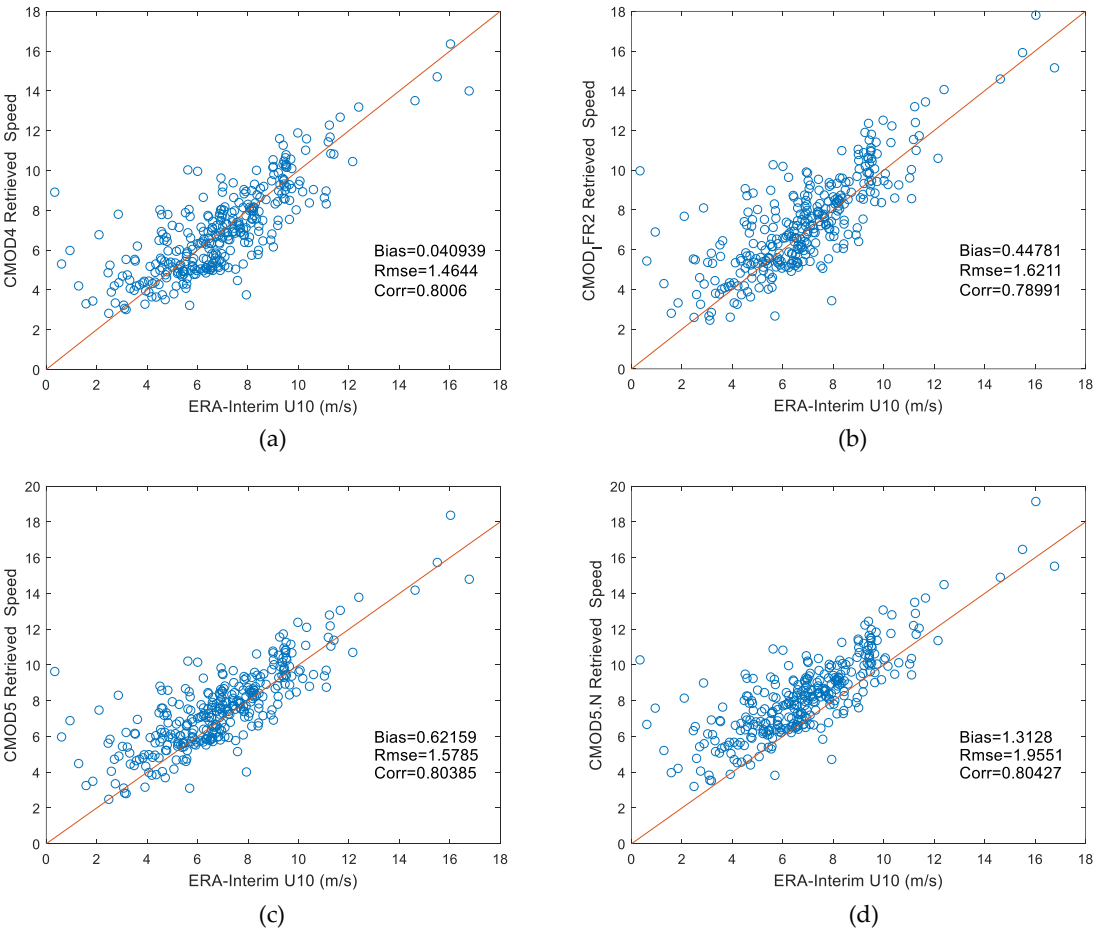 18
16
14
12
10
8
6
4
2
0
CMOD4 Retrieved Speed
Bias=0.040939
Rmse=1.4644
Corr=0.8006
0 2 4 6 8 10 12 14 16 18
ERA-Interim U10 (m/s)
(a)
18
16
14
12
10
8
6
4
2
0
CMOD_IFR2 Retrieved Speed
Bias=0.44781
Rmse=1.6211
Corr=0.78991
0 2 4 6 8 10 12 14 16 18
ERA-Interim U10 (m/s)
(b)
20
18
16
14
12
10
8
6
4
2
0
CMOD5 Retrieved Speed
Bias=0.62159
Rmse=1.5785
Corr=0.80385
0 2 4 6 8 10 12 14 16 18
ERA-Interim U10 (m/s)
(c)
20
18
16
14
12
10
8
6
4
2
0
CMOD5.N Retrieved Speed
Bias=1.3128
Rmse=1.9551
Corr=0.80427
0 2 4 6 8 10 12 14 16 18
ERA-Interim U10 (m/s)
(d)